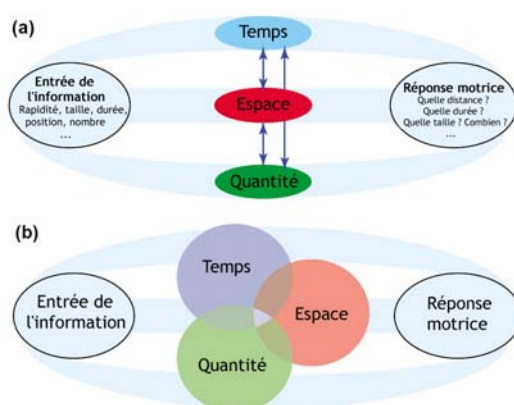 (a)
Temps
Entrée de
l'information
Rapidité, taille, durée,
position, nombre
...
Espace
Réponse motrice
Quelle distance ?
Quelle durée ?
Quelle taille ? Combien ?
...
Quantité
(b)
Temps
Entrée de
l'information
Espace
Réponse
motrice
Quantité